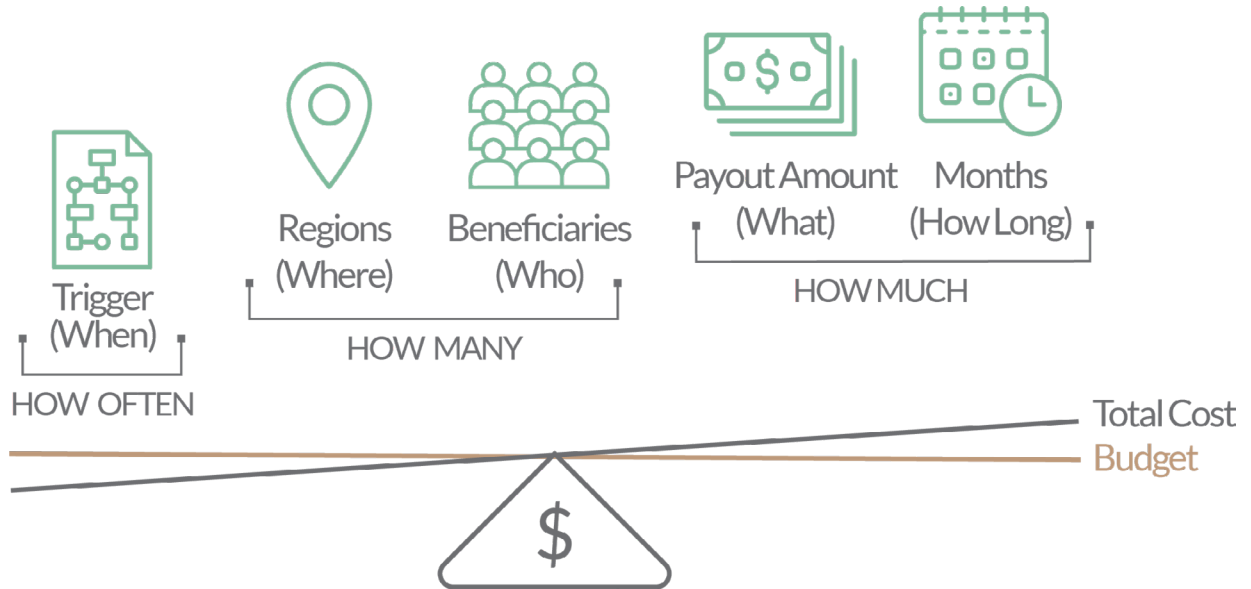 Trigger
(When)
HOW OFTEN
Regions
(Where)
Beneficiaries
(Who)
HOW MANY
$
Payout Amount
(What)
Months
(How Long)
HOW MUCH
Total Cost
Budget
$